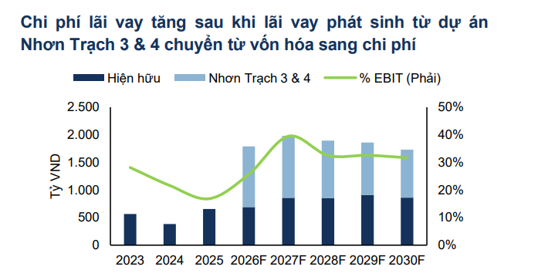 Chi phí lãi vay tăng sau khi lãi vay phát sinh từ dự án
Nhơn Trạch 3 & 4 chuyển từ vốn hóa sang chi phí
Hiện hữu Nhơn Trạch 3 & 4 % EBIT (Phải)
2.500 50%
2.000 40%
1.500 30%
1.000 20%
500 10%
0 0%
Tỷ VND
2023 2024 2025 2026F 2027F 2028F 2029F 2030F